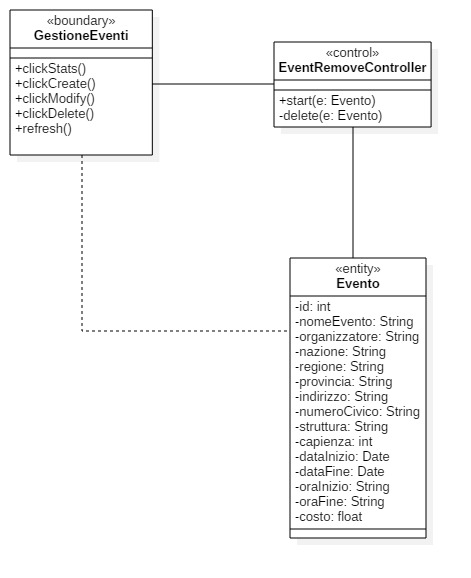 «boundary»
GestioneEventi
+clickStats()
+clickCreate()
+clickModify()
+clickDelete()
+refresh()
«control»
EventRemoveController
+start(e: Evento)
-delete(e: Evento)
«entity»
Evento
-id: int
-nomeEvento: String
-organizzatore: String
-nazione: String
-regione: String
-provincia: String
-indirizzo: String
-numeroCivico: String
-struttura: String
-capienza: int
-dataInizio: Date
-dataFine: Date
-oraInizio: String
-oraFine: String
-costo: float